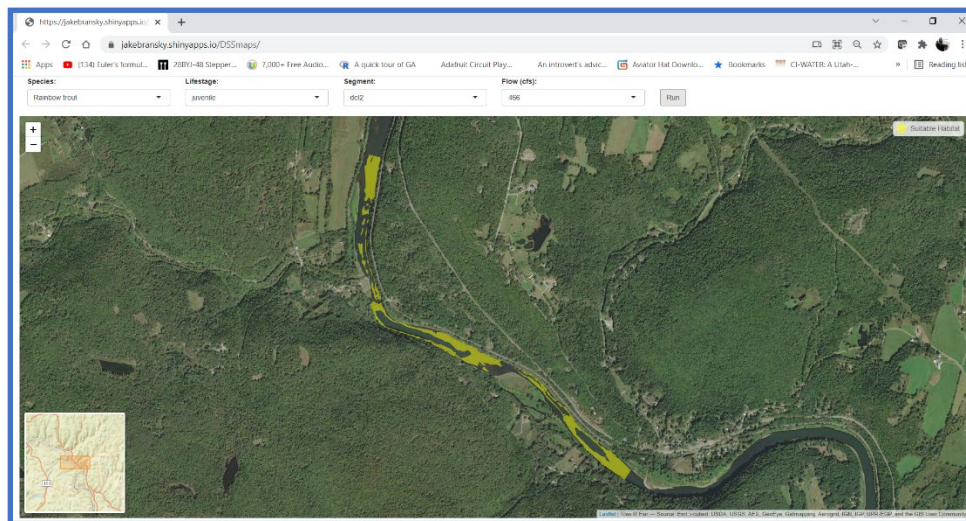 https://jakebransky.shinyapps.io/ ×
+
jakebransky.shinyapps.io/DSSmaps/
Apps (134) Euler's formul... 28BYJ-48 Stepper... 7,000+ Free Audio... A quick tour of GA Adafruit Circuit Play... An introvert's advic... Aviator Hat Downlo... Bookmarks CI-WATER: A Utah-... » Reading list
Species: Lifestage: Segment: Flow (cfs):
Rainbow trout juvenile 466 Run
+
−
Suitable Habitat
Leaflet